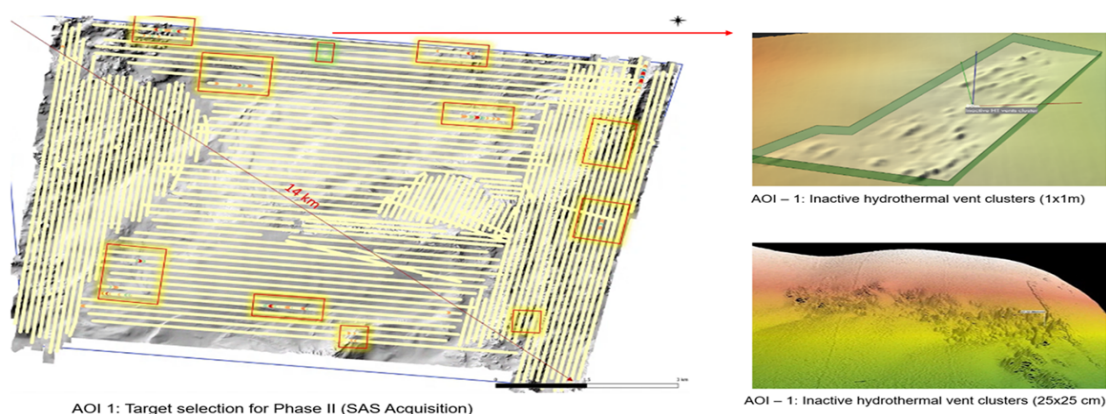 14 km
AOI 1: Target selection for Phase II (SAS Acquisition)
AOI – 1: Inactive hydrothermal vent clusters (1x1m)
AOI – 1: Inactive hydrothermal vent clusters (25x25 cm)